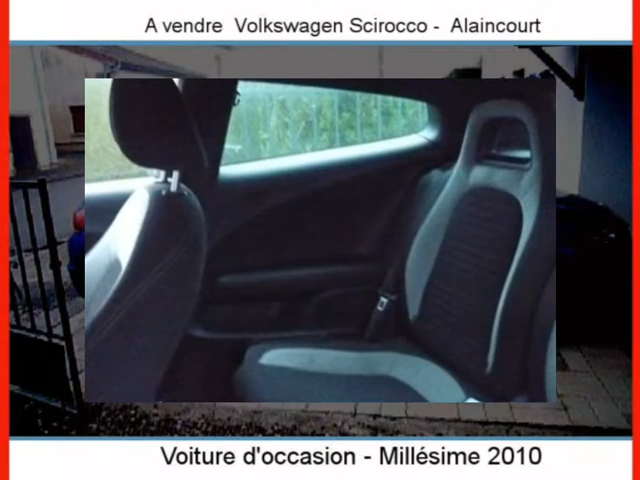 A vendre Volkswagen Scirocco - Alaincourt
Voiture d'occasion - Millésime 2010